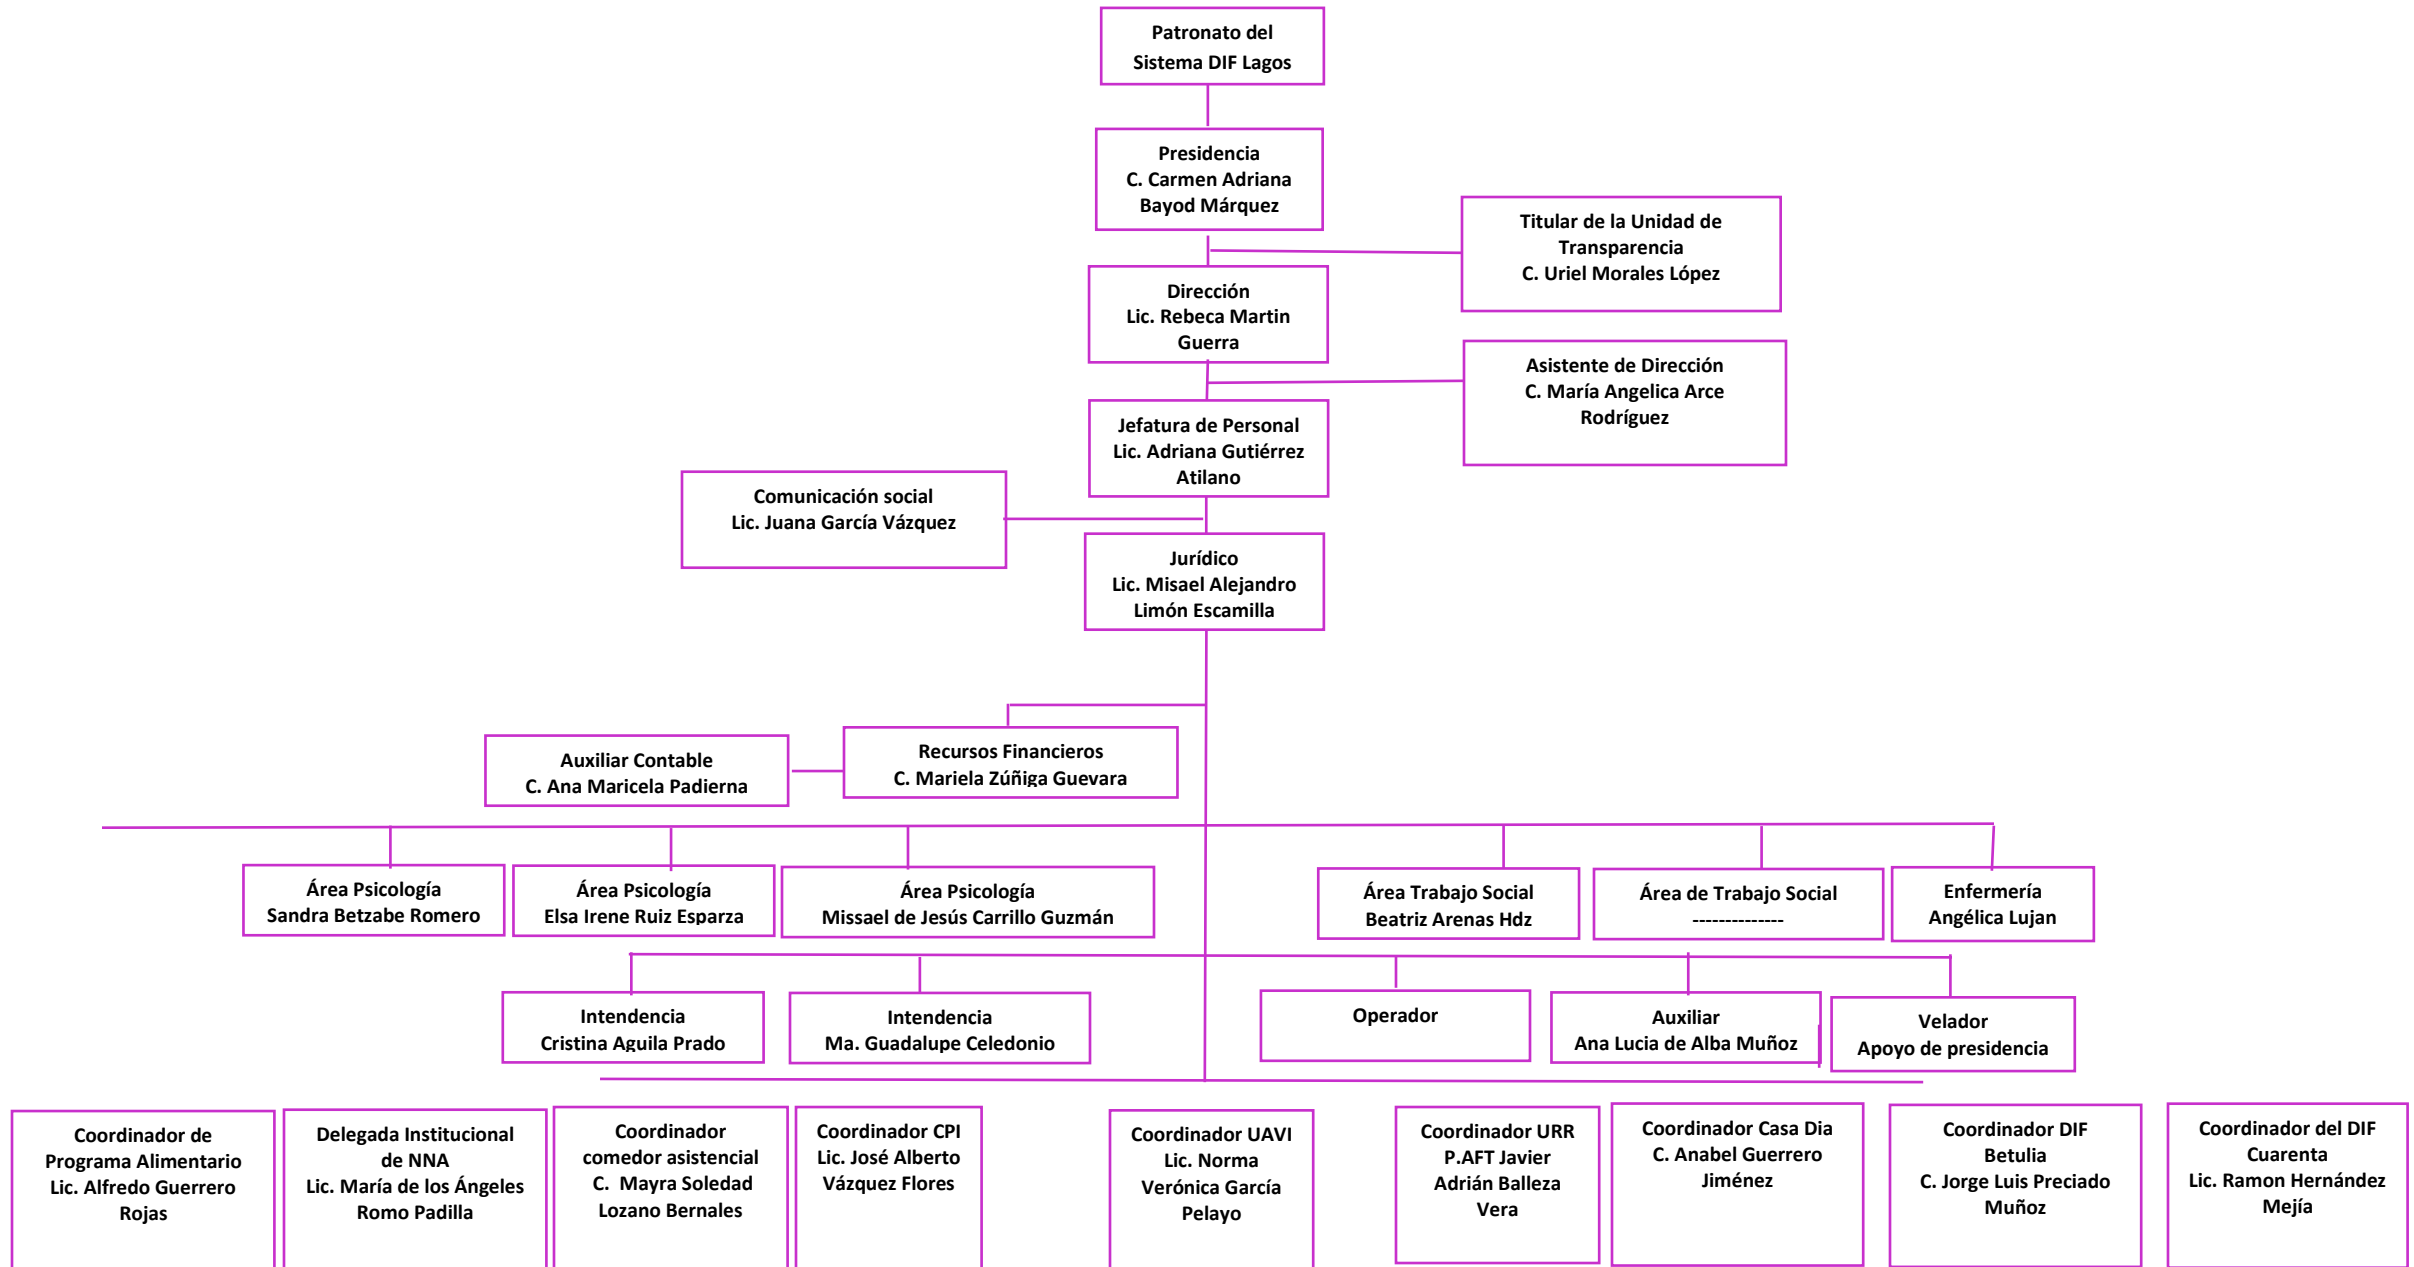 Patronato del
Sistema DIF Lagos
Presidencia
C. Carmen Adriana
Bayod Márquez
Titular de la Unidad de
Transparencia
C. Uriel Morales López
Dirección
Lic. Rebeca Martin
Guerra
Asistente de Dirección
C. María Angelica Arce
Rodríguez
Jefatura de Personal
Lic. Adriana Gutiérrez
Atilano
Comunicación social
Lic. Juana García Vázquez
Jurídico
Lic. Misael Alejandro
Limón Escamilla
Auxiliar Contable
C. Ana Maricela Padierna
Recursos Financieros
C. Mariela Zúñiga Guevara
Área Psicología
Sandra Betzabe Romero
Área Psicología
Elsa Irene Ruiz Esparza
Área Psicología
Missael de Jesús Carrillo Guzmán
Área Trabajo Social
Beatriz Arenas Hdz
Área de Trabajo Social
--------------
Enfermería
Angélica Lujan
Intendencia
Cristina Aguila Prado
Intendencia
Ma. Guadalupe Celedonio
Operador
Auxiliar
Ana Lucia de Alba Muñoz
Velador
Apoyo de presidencia
Coordinador de
Programa Alimentario
Lic. Alfredo Guerrero
Rojas
Delegada Institucional
de NNA
Lic. María de los Ángeles
Romo Padilla
Coordinador
comedor asistencial
C. Mayra Soledad
Lozano Bernales
Coordinador CPI
Lic. José Alberto
Vázquez Flores
Coordinador UAVI
Lic. Norma
Verónica García
Pelayo
Coordinador URR
P.AFT Javier
Adrián Balleza
Vera
Coordinador Casa Dia
C. Anabel Guerrero
Jiménez
Coordinador DIF
Betulia
C. Jorge Luis Preciado
Muñoz
Coordinador del DIF
Cuarenta
Lic. Ramon Hernández
Mejía